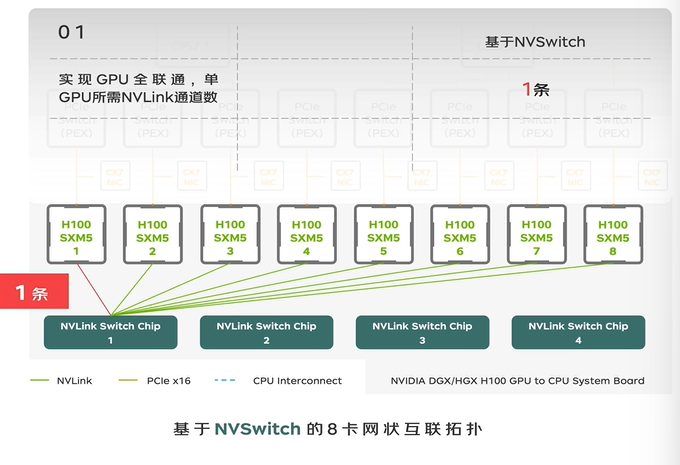 01
基于NVSwitch
实现GPU全联通，单
GPU所需NVLink通道数
1条
PCIe Switch (PEX)
PCIe Switch (PEX)
PCIe Switch (PEX)
PCIe Switch (PEX)
PCIe Switch (PEX)
PCIe Switch (PEX)
PCIe Switch (PEX)
PCIe Switch (PEX)
CX7 NIC
CX7 NIC
CX7 NIC
CX7 NIC
CX7 NIC
CX7 NIC
CX7 NIC
CX7 NIC
H100 SXM5 1
H100 SXM5 2
H100 SXM5 3
H100 SXM5 4
H100 SXM5 5
H100 SXM5 6
H100 SXM5 7
H100 SXM5 8
1条
NVLink Switch Chip 1
NVLink Switch Chip 2
NVLink Switch Chip 3
NVLink Switch Chip 4
NVLink
PCIe x16
CPU Interconnect
NVIDIA DGX/HGX H100 GPU to CPU System Board
基于NVSwitch的8卡网状互联拓扑